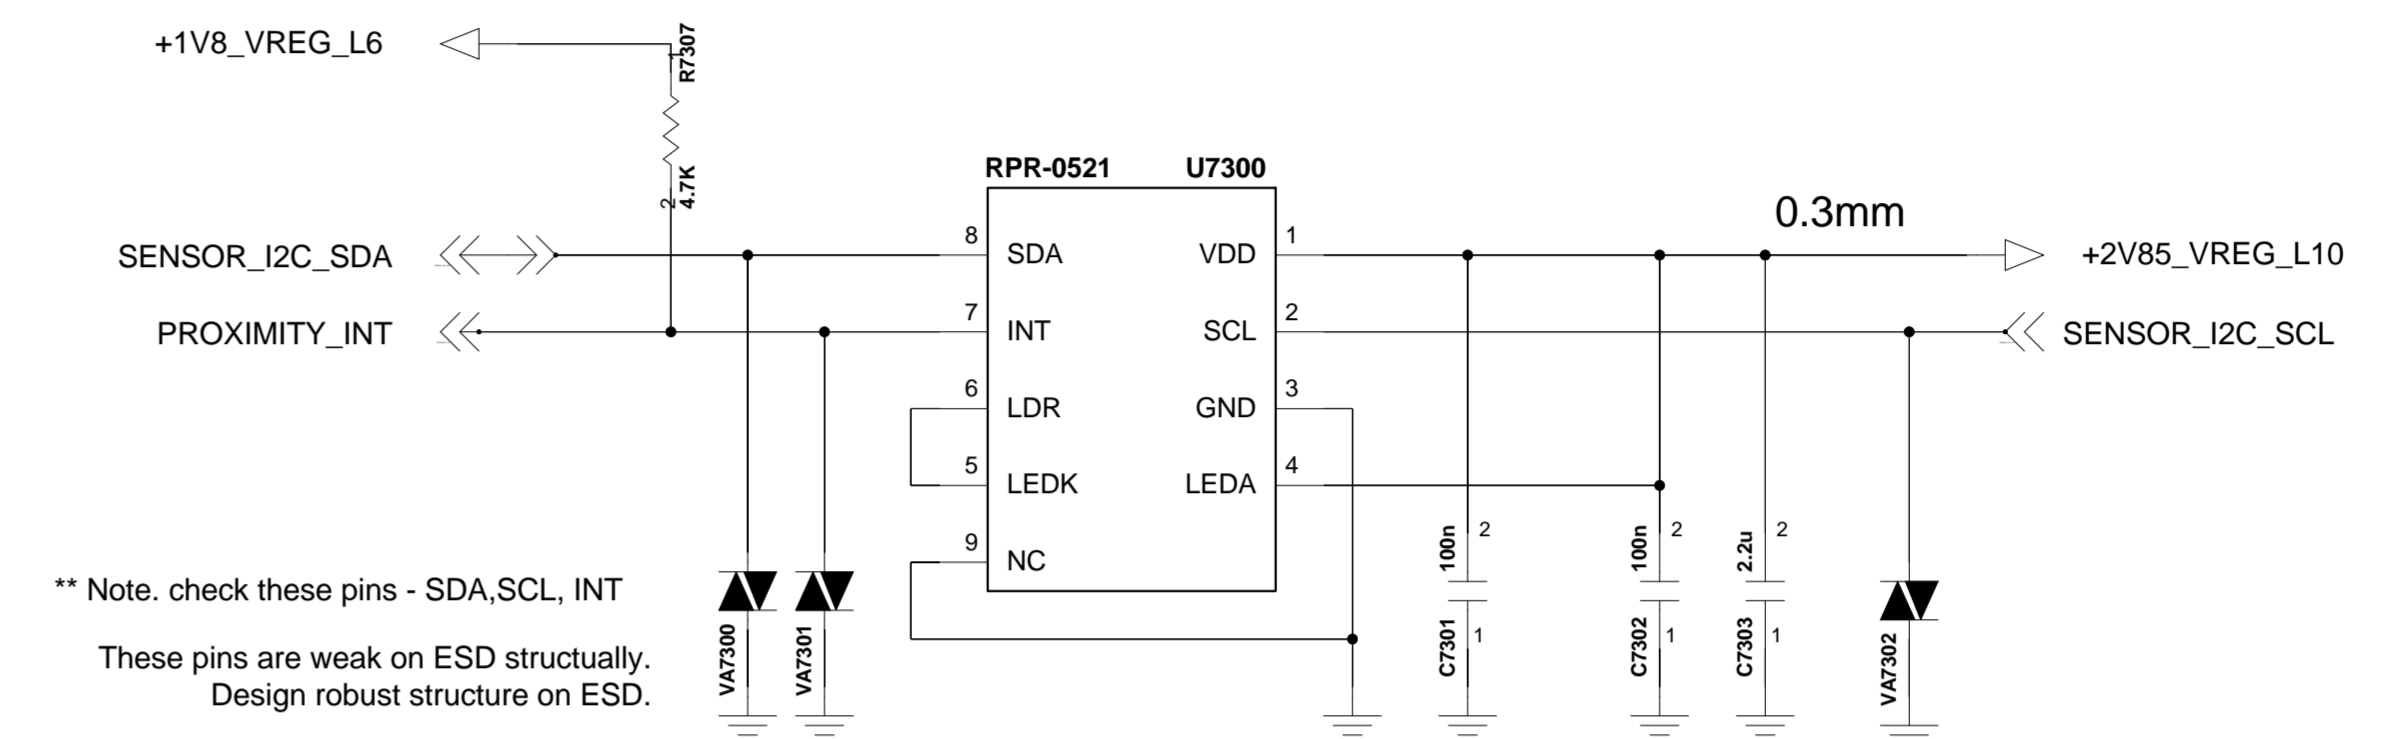 +1V8_VREG_L6
1
R7307
2
4.7K
RPR-0521
U7300
0.3mm
SENSOR_I2C_SDA
8
SDA
VDD
1
+2V85_VREG_L10
PROXIMITY_INT
7
INT
SCL
2
SENSOR_I2C_SCL
6
LDR
GND
3
5
LEDK
LEDA
4
9
NC
100n
2
100n
2
2.2u
2
** Note. check these pins - SDA,SCL, INT
These pins are weak on ESD structually.
Design robust structure on ESD.
VA7300
VA7301
C7301
1
C7302
1
C7303
1
VA7302